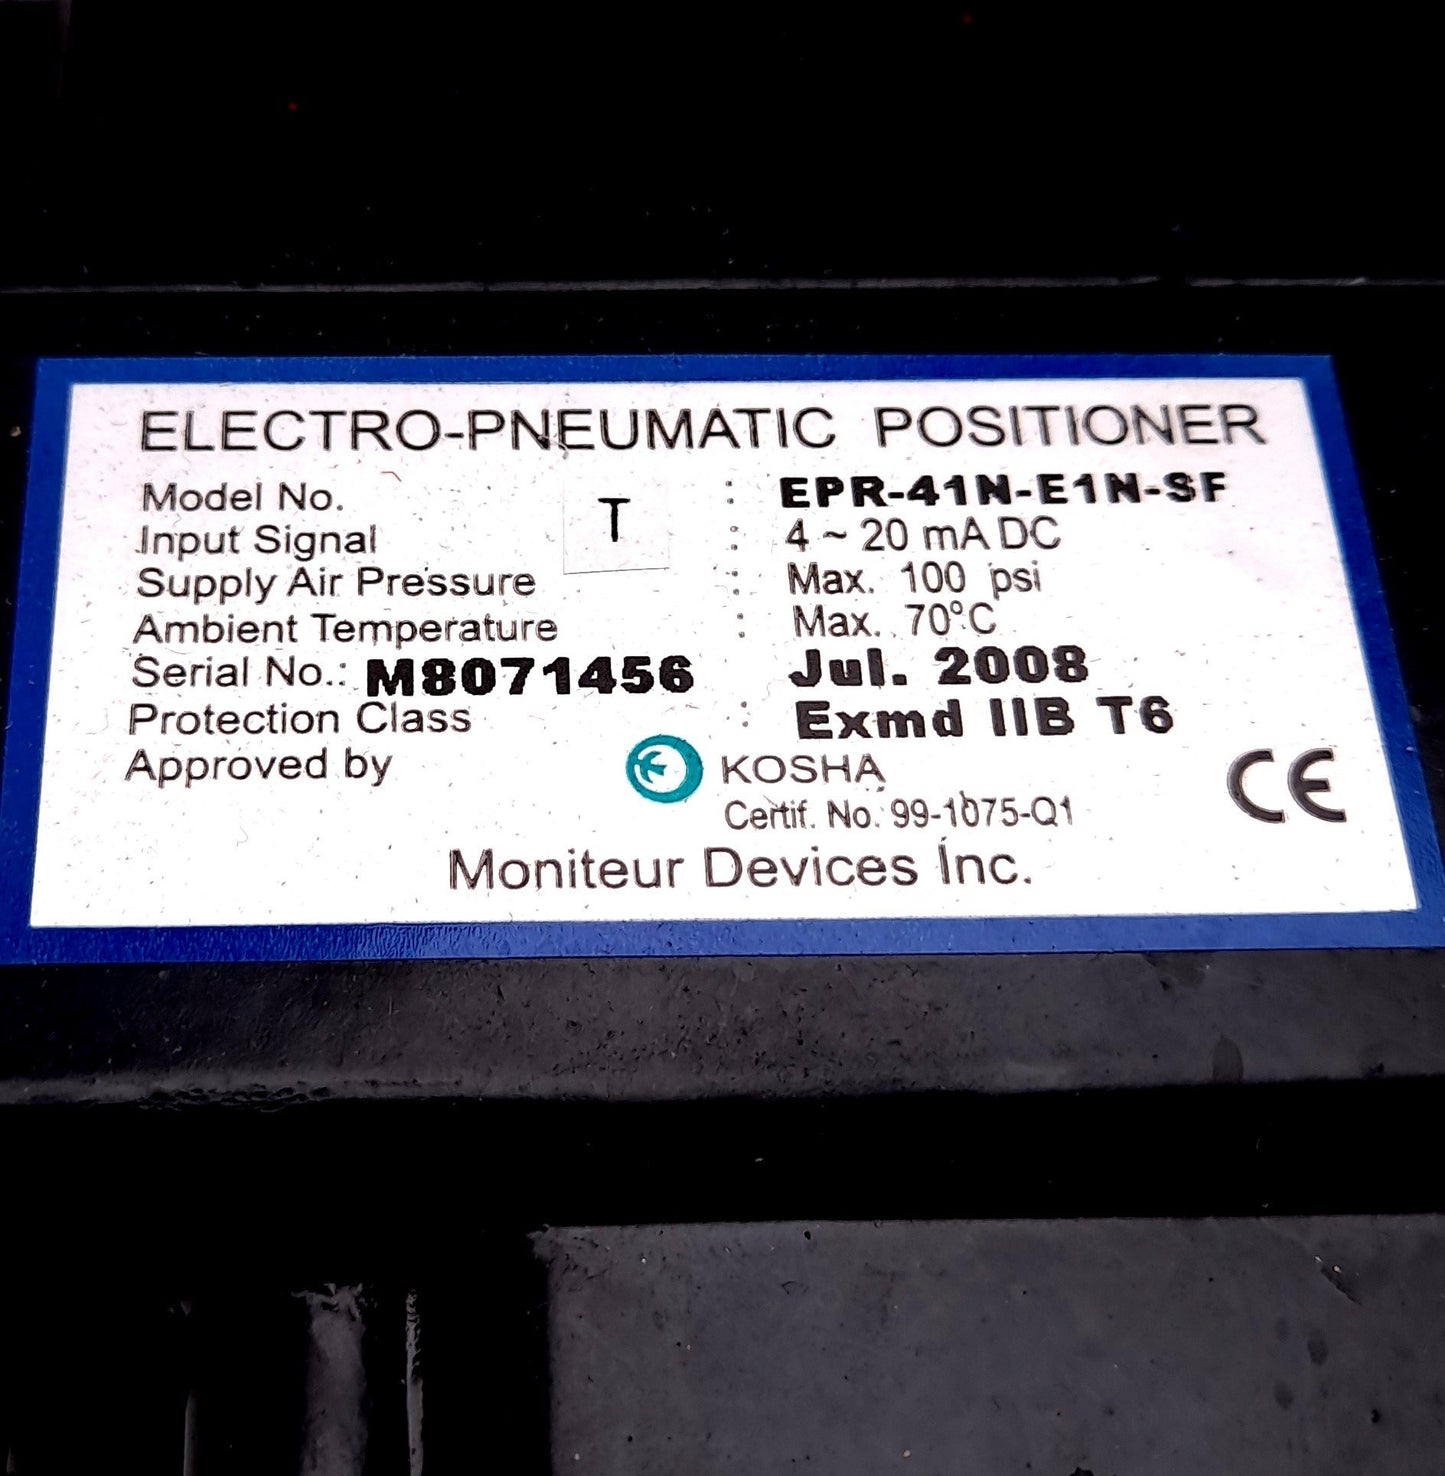 ELECTRO-PNEUMATIC POSITIONER
Model No. : EPR-41N-E1N-SF
T
Input Signal : 4 ~ 20 mA DC
Supply Air Pressure : Max. 100 psi
Ambient Temperature : Max. 70°C
Serial No.: M8071456 Jul. 2008
Protection Class : Exmd IIB T6
Approved by KOSHA
Certif. No. 99-1075-Q1
CE
Moniteur Devices Inc.